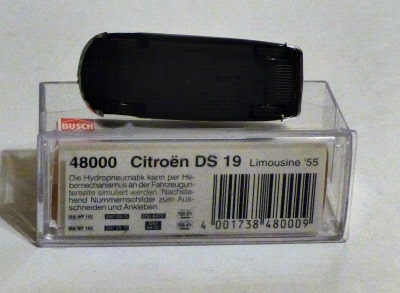 BUSCH
48000 Citroën DS 19 Limousine '55
Die Hydropneumatik kann per He-
bermechanismus an der Fahrzeugun-
terseite simuliert werden. Nachste-
hend Nummernschilder zum Aus-
schneiden und Ankleben.
4 001738 480009